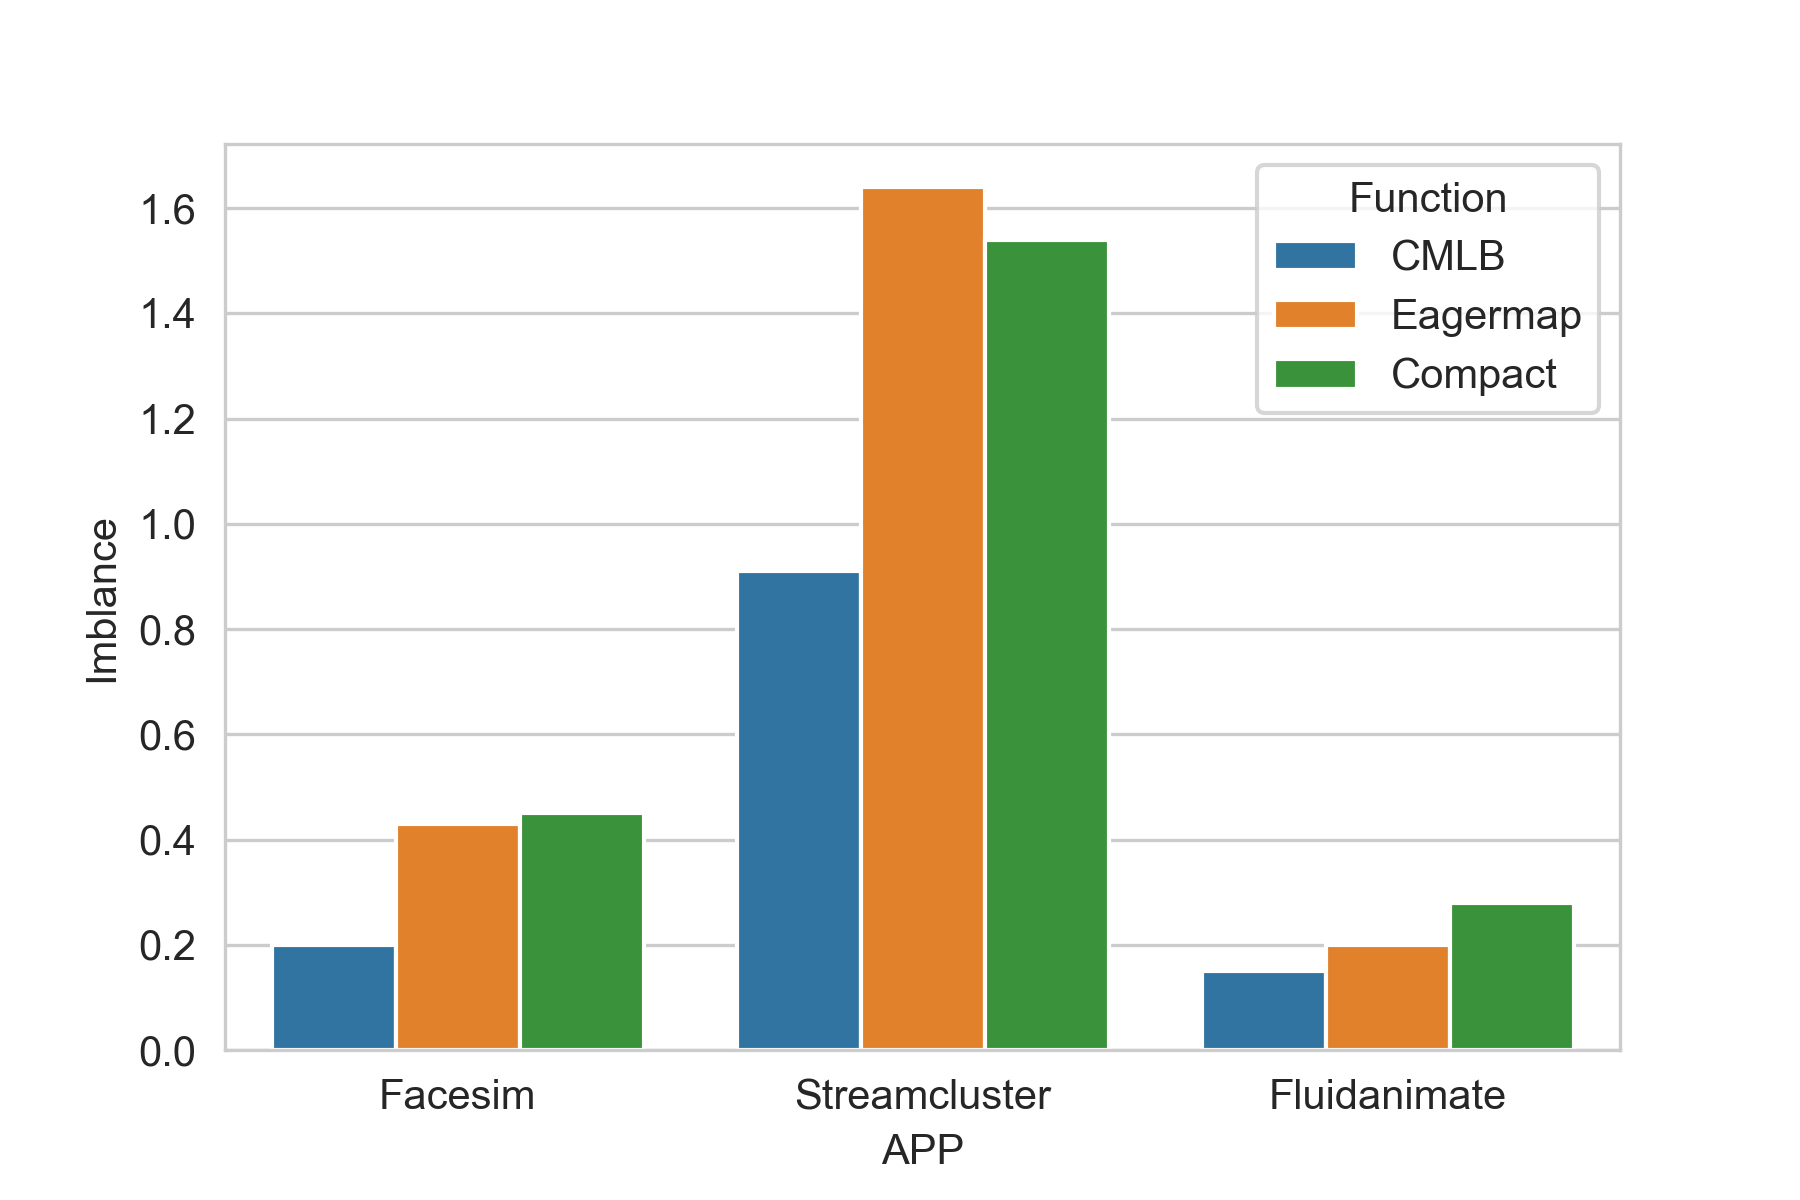 Function
CMLB
Eagermap
Compact
1.6
1.4
1.2
1.0
0.8
0.6
0.4
0.2
0.0
Imblance
Facesim Streamcluster Fluidanimate
APP